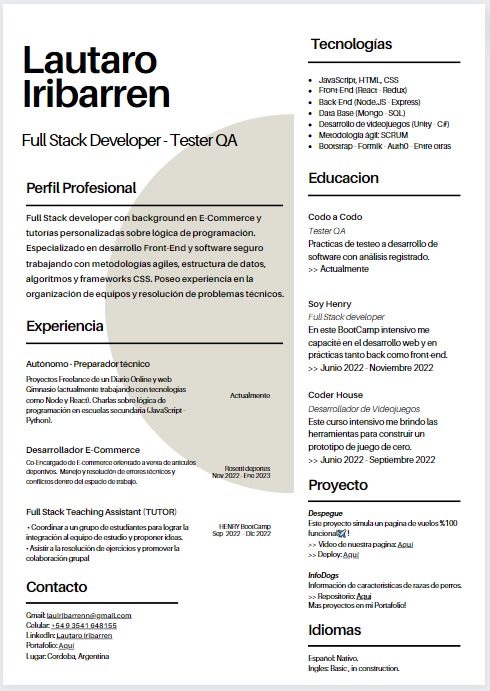 Lautaro
Iribarren
Full Stack Developer - Tester QA
Perfil Profesional
Full Stack developer con background en E-Commerce y
tutorías personalizadas sobre lógica de programación.
Especializado en desarrollo Front-End y software seguro
trabajando con metodologías agiles, estructura de datos,
algoritmos y frameworks CSS. Poseo experiencia en la
organización de equipos y resolución de problemas técnicos.
Experiencia
Autónomo - Preparador técnico
Proyectos Freelance de un Diario Online y web
Gimnasio (actualmente trabajando con tecnologías
como Node y React). Charlas sobre lógica de
programación en escuelas secundaria (JavaScript -
Python).
Actualmente
Desarrollador E-Commerce
Co-Encargado de E-commerce orientado a venta de artículos
deportivos. Manejo y resolución de errores técnicos y
conflictos dentro del espacio de trabajo.
Rosent deportes
Nov 2022 - Ene 2023
Full Stack Teaching Assistant (TUTOR)
• Coordinar a un grupo de estudiantes para lograr la
integración al equipo de estudio y proponer ideas.
• Asistir a la resolución de ejercicios y promover la
colaboración grupal
HENRY BootCamp
Sep 2022 - Dic 2022
Contacto
Gmail: lauiribarrenn@gmail.com
Celular: +54 9 3541 648155
LinkedIn: Lautaro Iribarren
Portafolio: Aquí
Lugar: Cordoba, Argentina
Tecnologías
• JavaScript, HTML, CSS
• Front End (React - Redux)
• Back End (Node.JS - Express)
• Data Base (Mongo - SQL)
• Desarrollo de videojuegos (Unity - C#)
• Metodología ágil: SCRUM
• Bootstrap - Formik - Auth0 - Entre otras
Educacion
Codo a Codo
Tester QA
Practicas de testeo a desarrollo de
software con análisis registrado.
>> Actualmente
Soy Henry
Full Stack developer
En este BootCamp intensivo me
capacité en el desarrollo web y en
prácticas tanto back como front-end.
>> Junio 2022 - Noviembre 2022
Coder House
Desarrollador de Videojuegos
Este curso intensivo me brindo las
herramientas para construir un
prototipo de juego de cero.
>> Junio 2022 - Septiembre 2022
Proyecto
Despegue
Este proyecto simula un pagina de vuelos %100
funcional✈️!
>> Video de nuestra pagina: Aquí
>> Deploy: Aquí
InfoDogs
Información de características de razas de perros.
>> Repositorio: Aquí
Mas proyectos en mi Portafolio!
Idiomas
Español: Nativo.
Ingles: Basic, in construction.